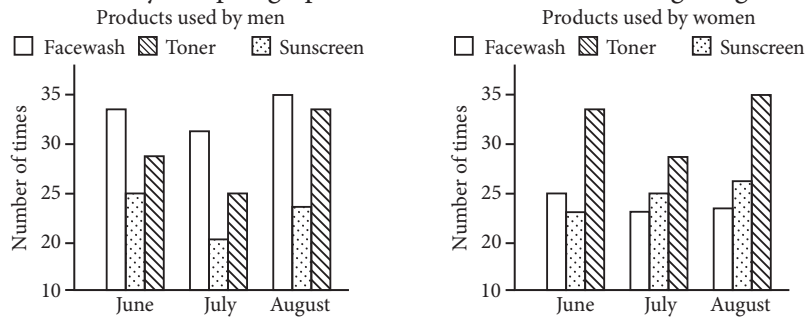 Products used by men
Facewash Toner Sunscreen
Number of times
35
30
25
20
10
June July August
Products used by women
Facewash Toner Sunscreen
Number of times
35
30
25
20
10
June July August